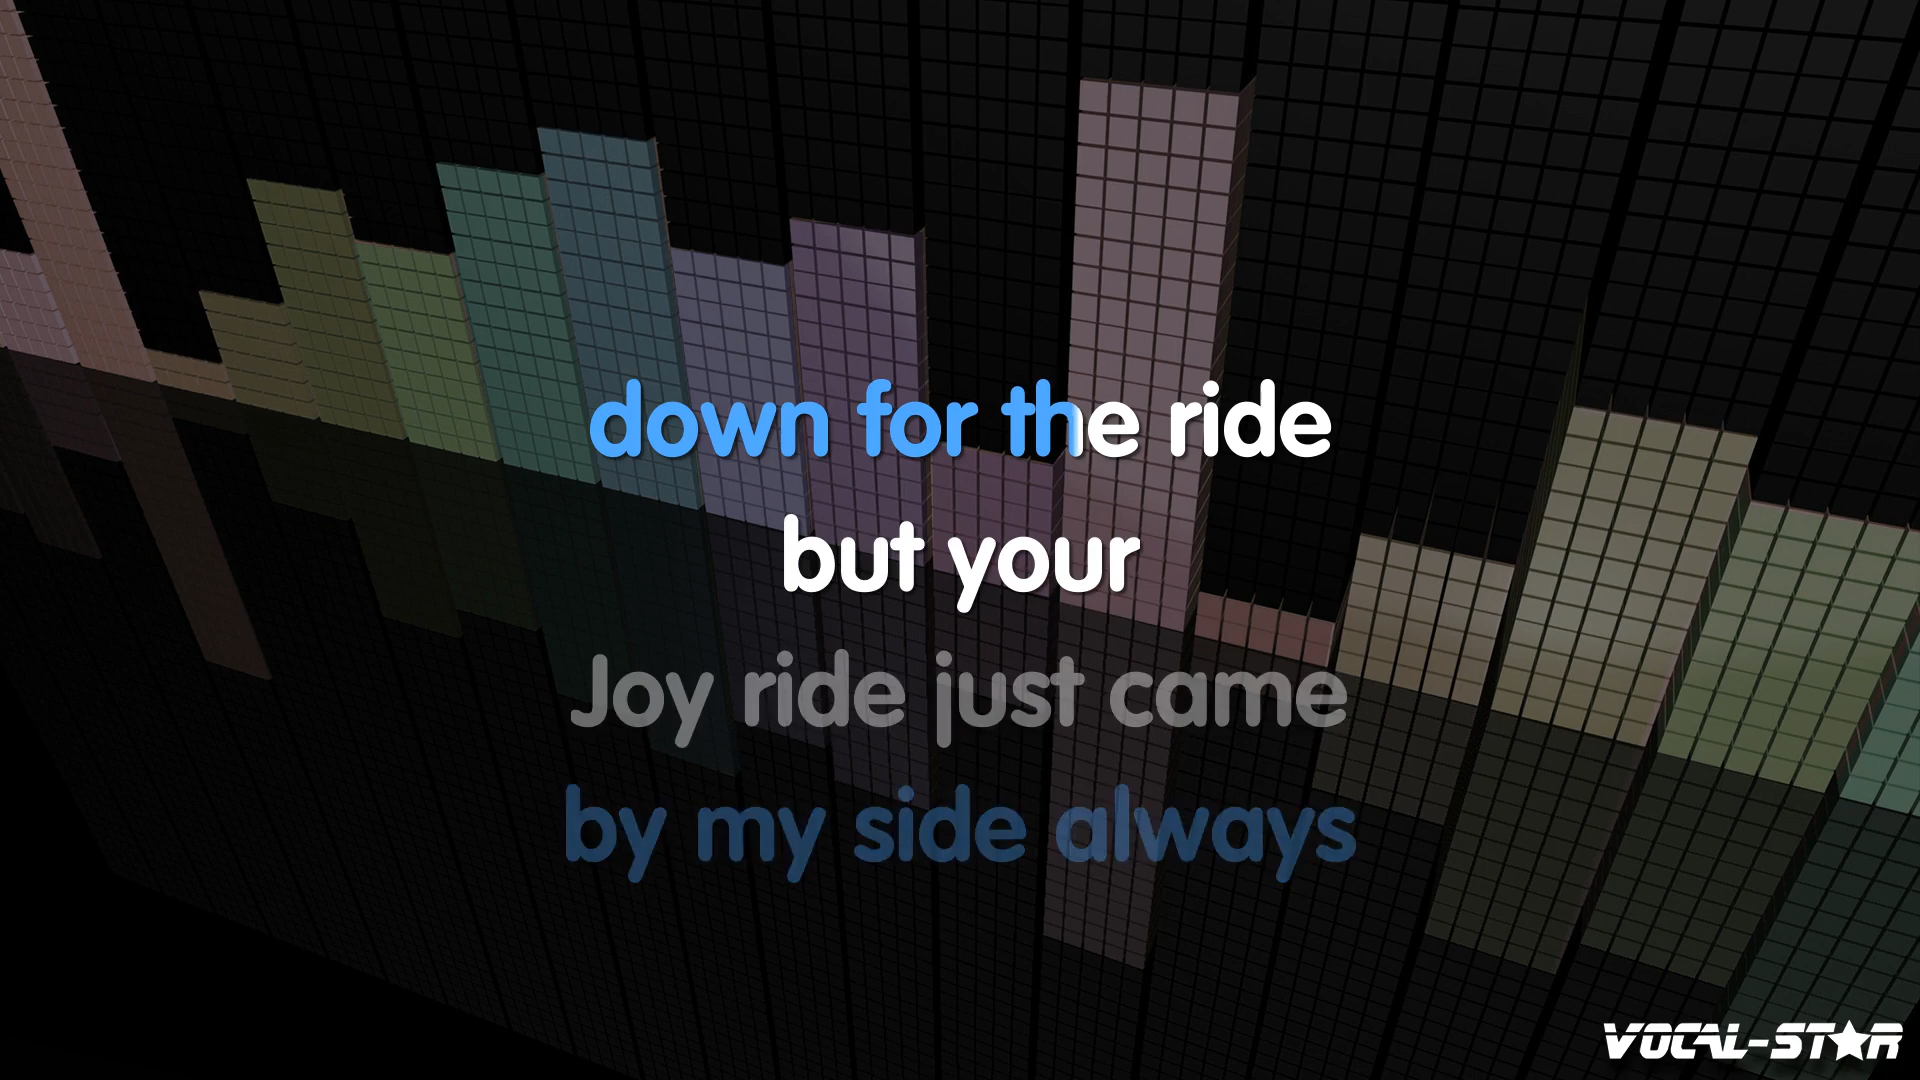 down for the ride
but your
Joy ride just came
by my side always
VOCAL-STAR